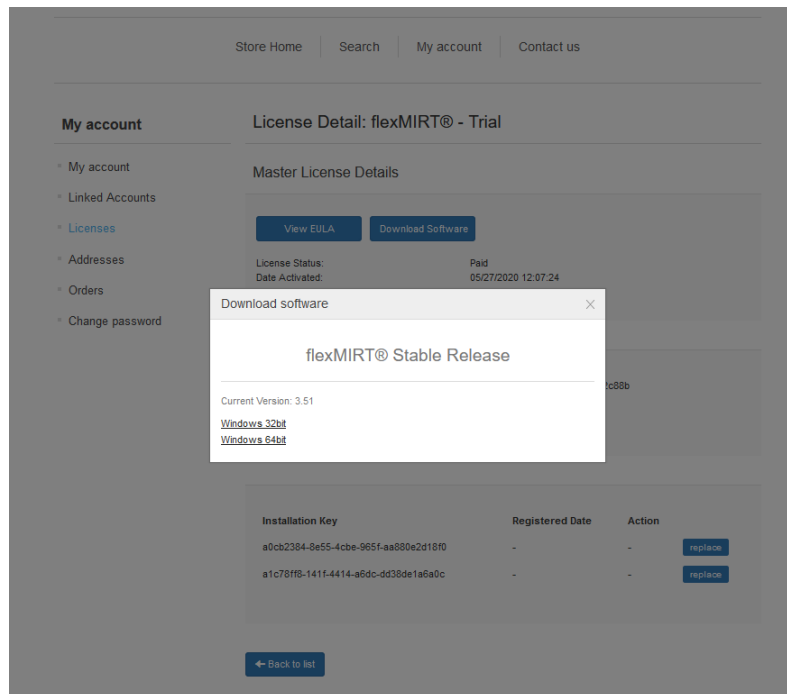 Store Home
Search
My account
Contact us
My account
My account
Linked Accounts
Licenses
Addresses
Orders
Change password
License Detail: flexMIRT® - Trial
Master License Details
View EULA
Download Software
License Status:
Paid
Date Activated:
05/27/2020 12:07:24
Download software
flexMIRT® Stable Release
Current Version: 3.51
Windows 32bit
Windows 64bit
Installation Key
Registered Date
Action
a0cb2384-8e55-4cbe-965f-aa880e2d18f0
-
-
replace
a1c78ff8-141f-4414-a6dc-dd38de1a6a0c
-
-
replace
Back to list